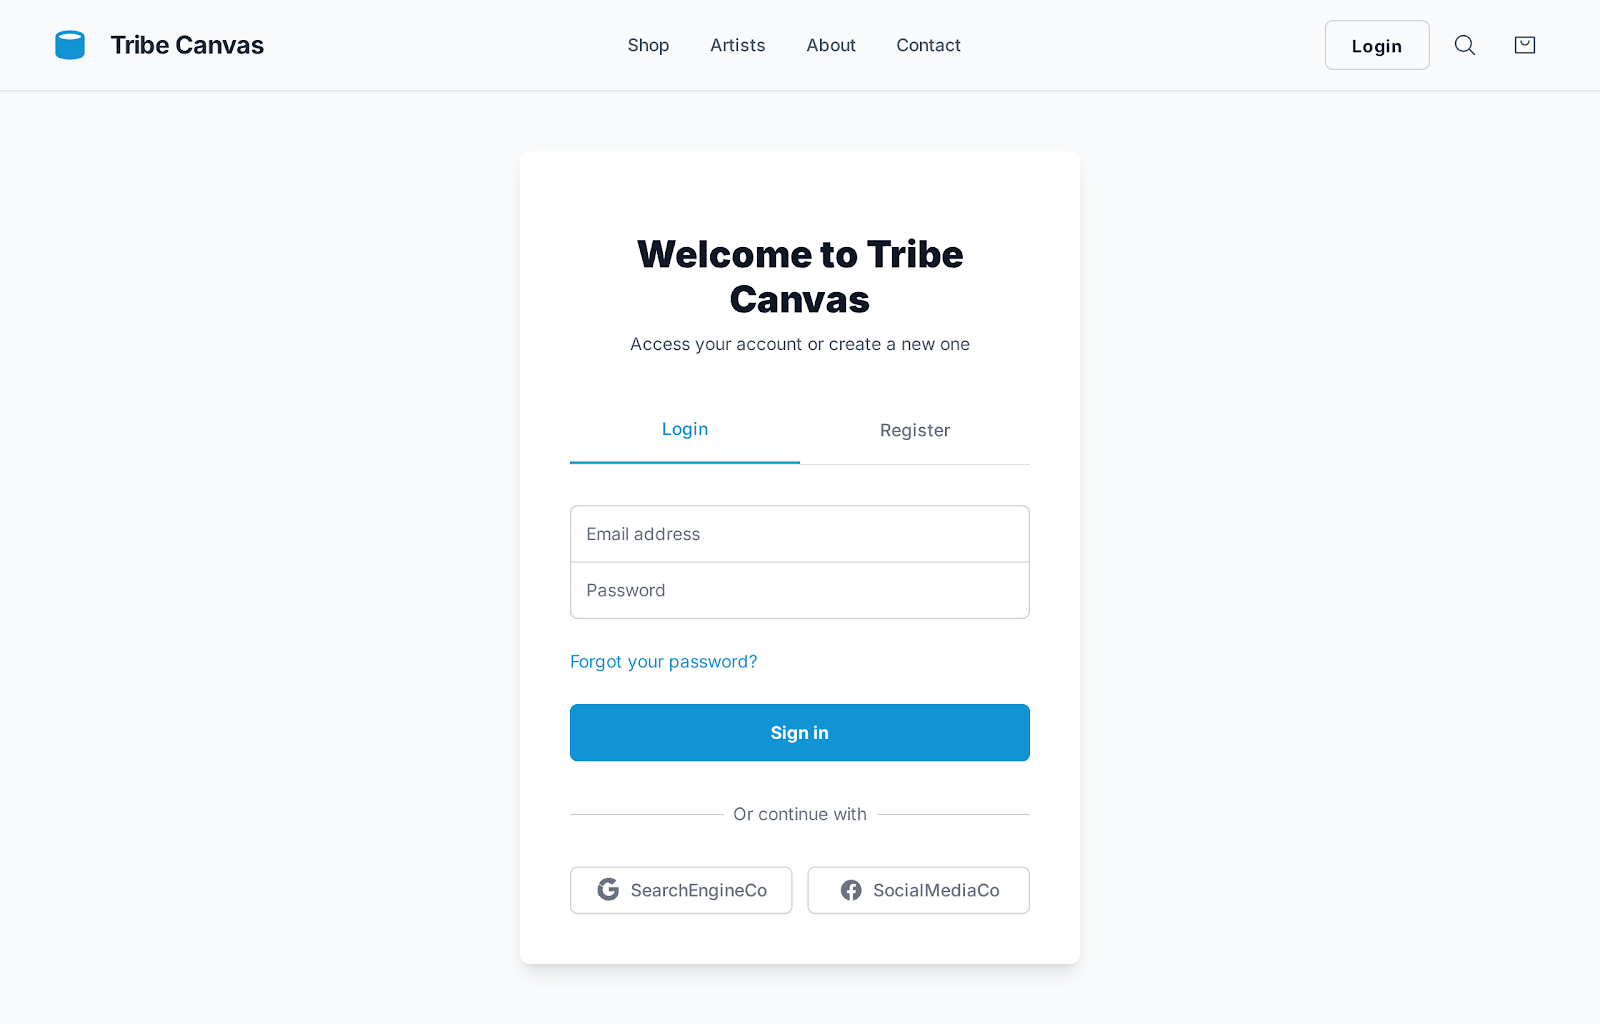 Tribe Canvas
Shop Artists About Contact
Login
Welcome to Tribe
Canvas
Access your account or create a new one
Login Register
Email address
Password
Forgot your password?
Sign in
Or continue with
SearchEngineCo SocialMediaCo